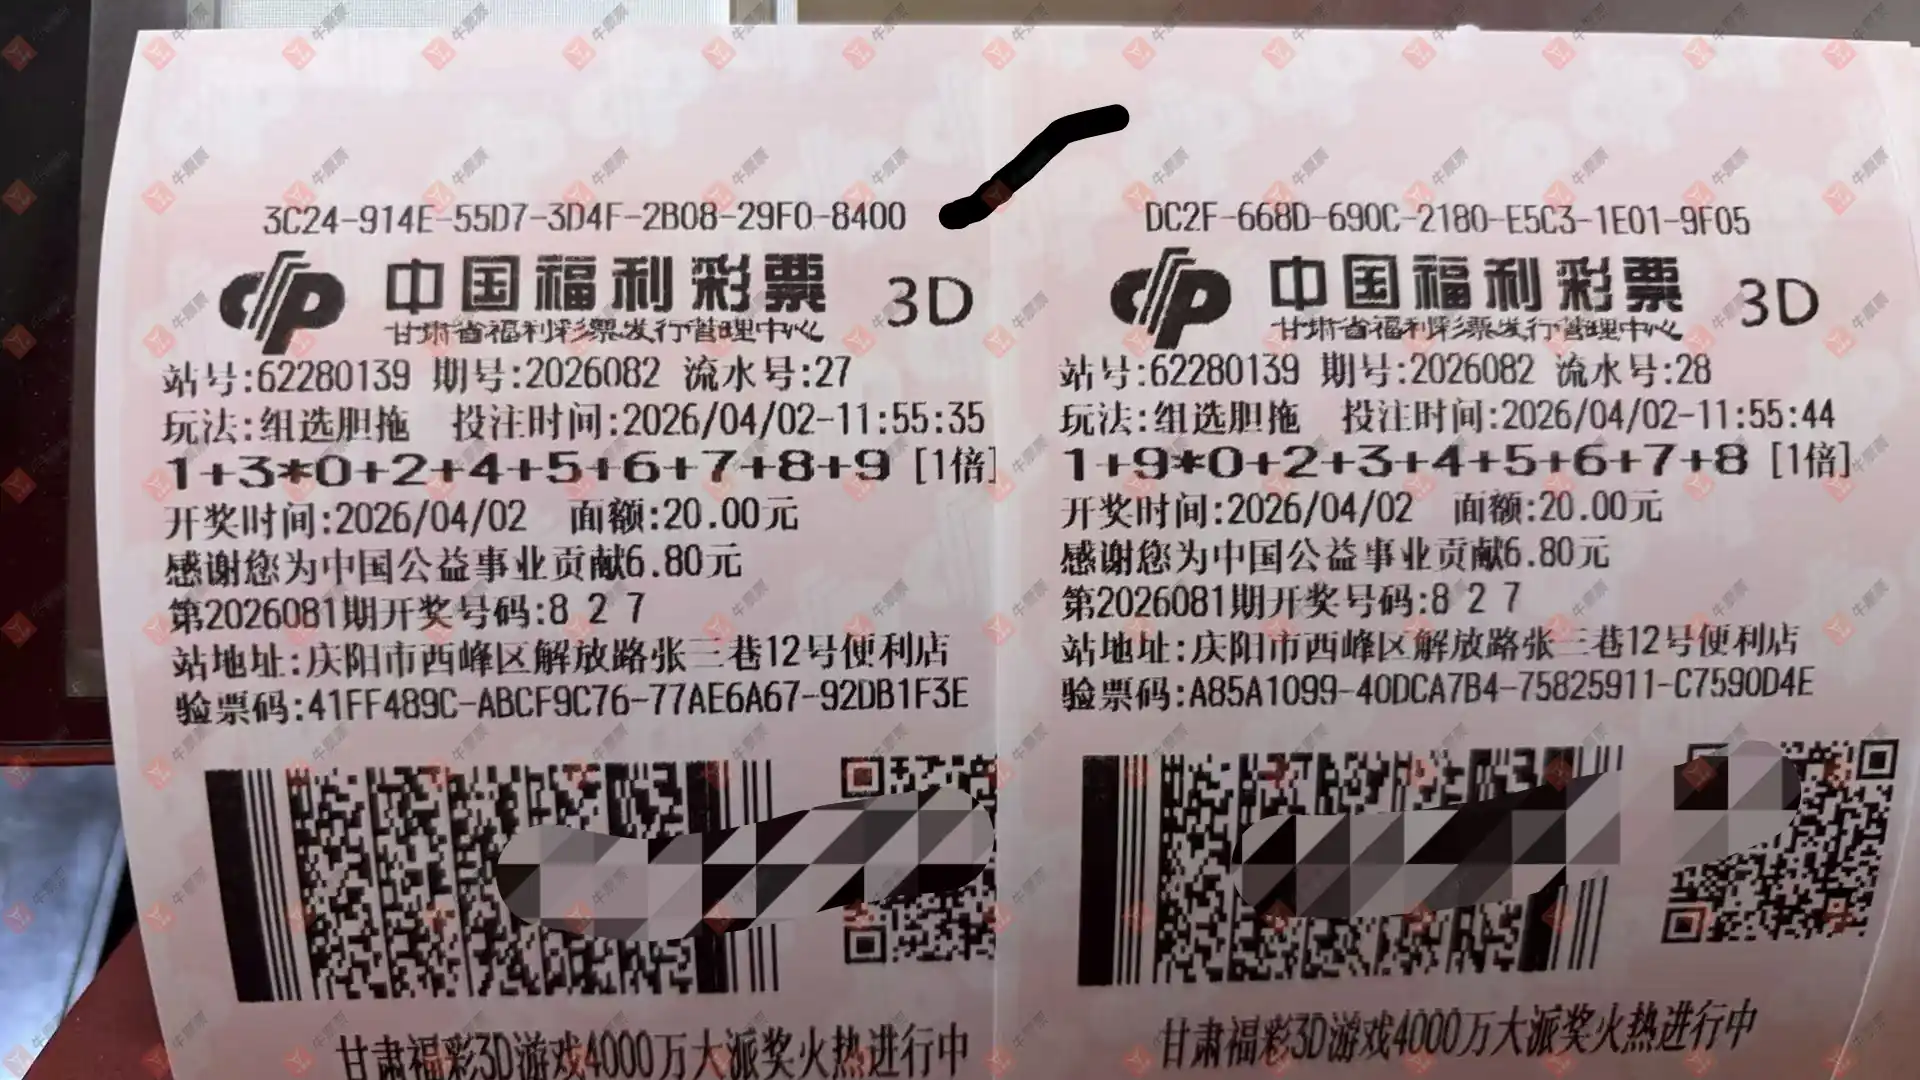 3C24-914E-55D7-3D4F-2B08-29F0-8400
中国福利彩票 3D
甘肃省福利彩票发行管理中心
站号:62280139 期号:2026082 流水号:27
玩法:组选胆拖 投注时间:2026/04/02-11:55:35
1+3*0+2+4+5+6+7+8+9 [1倍]
开奖时间:2026/04/02 面额:20.00元
感谢您为中国公益事业贡献6.80元
第2026081期开奖号码:8 2 7
站地址:庆阳市西峰区解放路张三巷12号便利店
验票码:41FF489C-ABCF9C76-77AE6A67-92DB1F3E
甘肃福彩3D游戏4000万大派奖火热进行中
DC2F-668D-690C-2180-E5C3-1E01-9F05
中国福利彩票 3D
甘肃省福利彩票发行管理中心
站号:62280139 期号:2026082 流水号:28
玩法:组选胆拖 投注时间:2026/04/02-11:55:44
1+9*0+2+3+4+5+6+7+8 [1倍]
开奖时间:2026/04/02 面额:20.00元
感谢您为中国公益事业贡献6.80元
第2026081期开奖号码:8 2 7
站地址:庆阳市西峰区解放路张三巷12号便利店
验票码:A85A1099-40DCA7B4-75825911-C7590D4E
甘肃福彩3D游戏4000万大派奖火热进行中